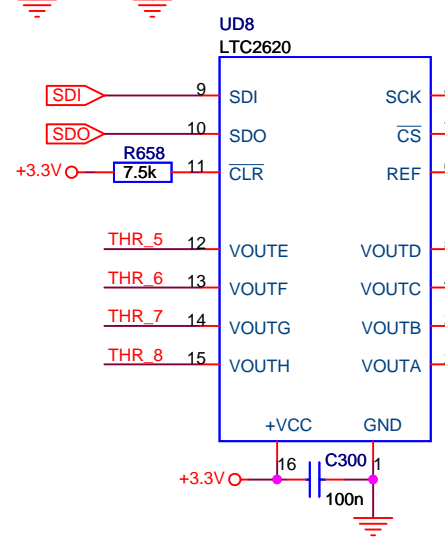 UD8
LTC2620
SDI 9 SDI SCK
SDO 10 SDO CS
R658
+3.3V 7.5k 11 CLR REF
THR_5 12 VOUTE VOUTD
THR_6 13 VOUTF VOUTC
THR_7 14 VOUTG VOUTB
THR_8 15 VOUTH VOUTA
+VCC GND
16 C300 1
+3.3V
100n